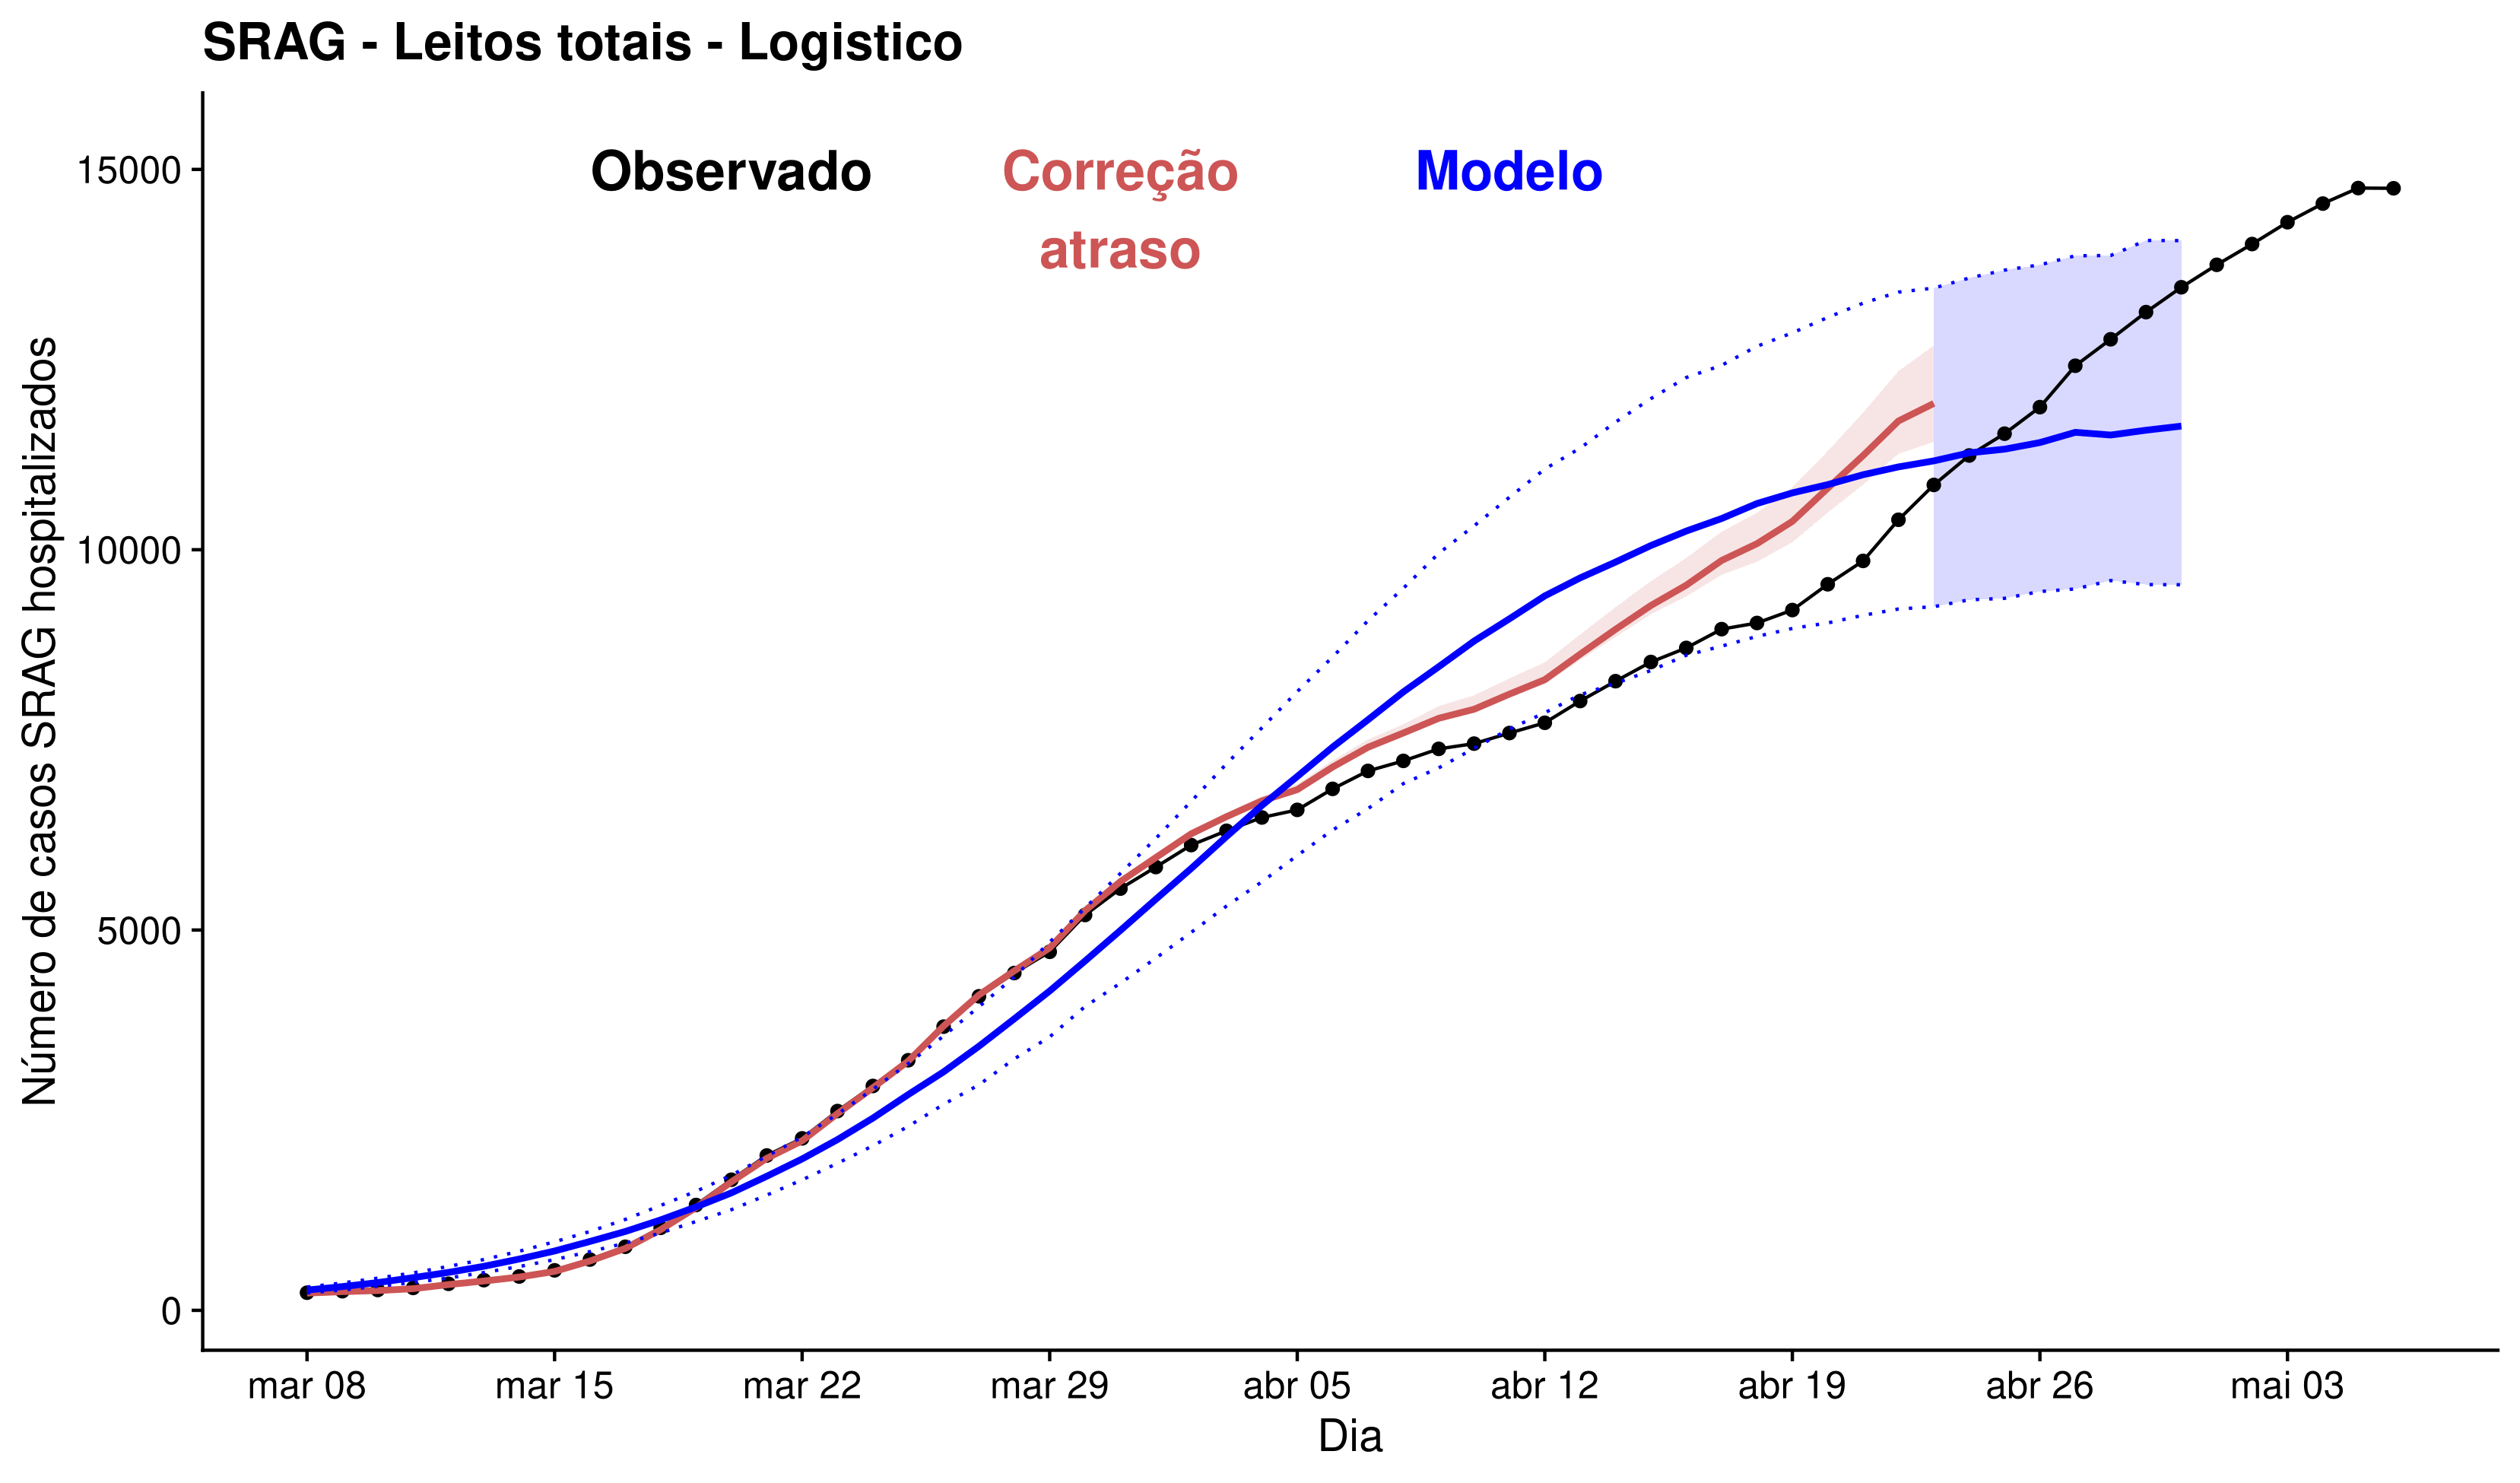 SRAG - Leitos totais - Logistico
Observado
Correção
atraso
Modelo
Número de casos SRAG hospitalizados
15000
10000
5000
0
mar 08
mar 15
mar 22
mar 29
abr 05
abr 12
abr 19
abr 26
mai 03
Dia